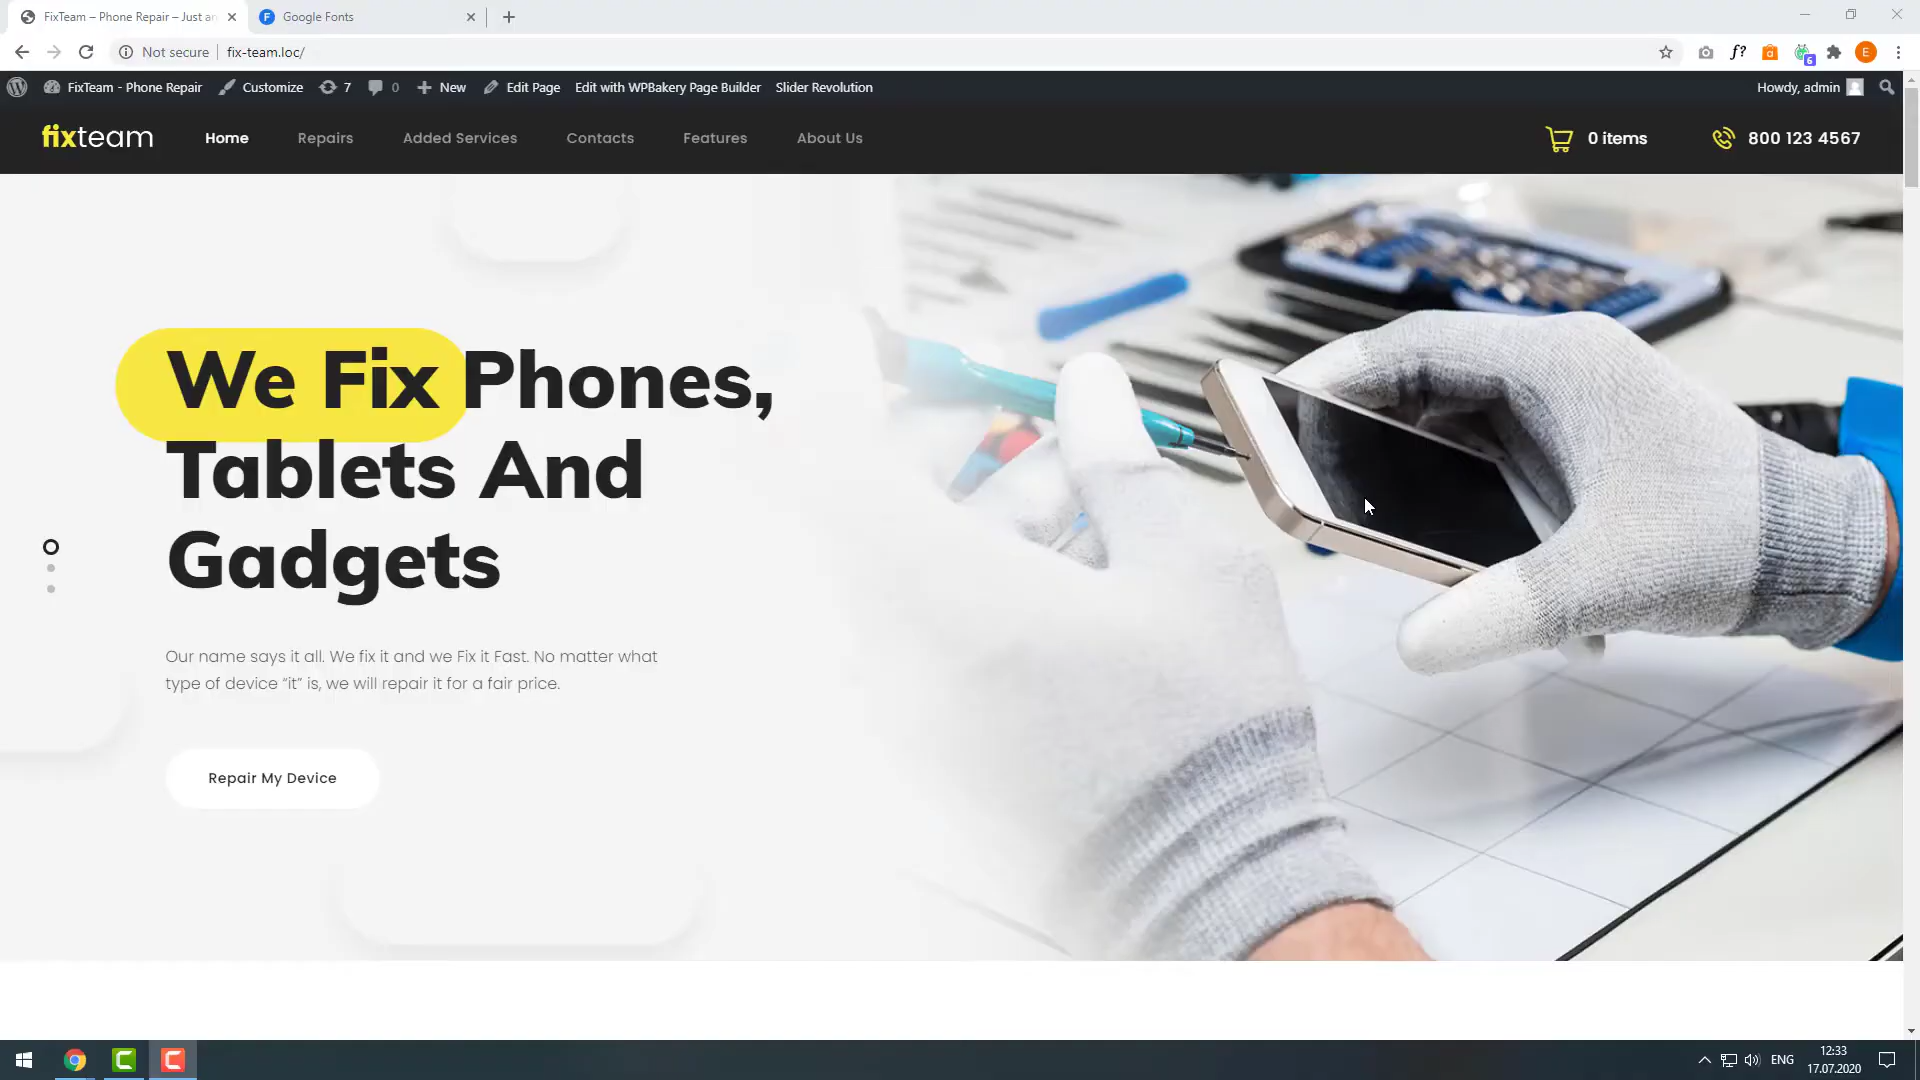 FixTeam – Phone Repair – Just an
Google Fonts
Not secure
fix-team.loc/
f?
6
E
FixTeam - Phone Repair
Customize
7
0
New
Edit Page
Edit with WPBakery Page Builder
Slider Revolution
Howdy, admin
fixteam
Home
Repairs
Added Services
Contacts
Features
About Us
0 items
800 123 4567
We Fix Phones,
Tablets And
Gadgets
Our name says it all. We fix it and we Fix it Fast. No matter what
type of device “it” is, we will repair it for a fair price.
Repair My Device
ENG
12:33
17.07.2020